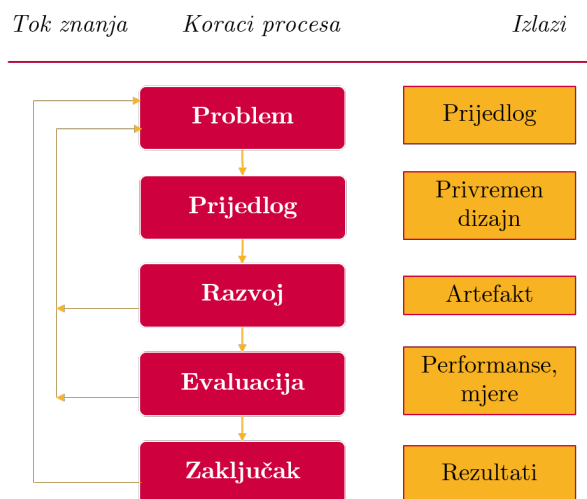 Tok znanja Koraci procesa Izlazi
Problem Prijedlog
Prijedlog Privremen
dizajn
Razvoj Artefakt
Evaluacija Performanse,
mjere
Zaključak Rezultati